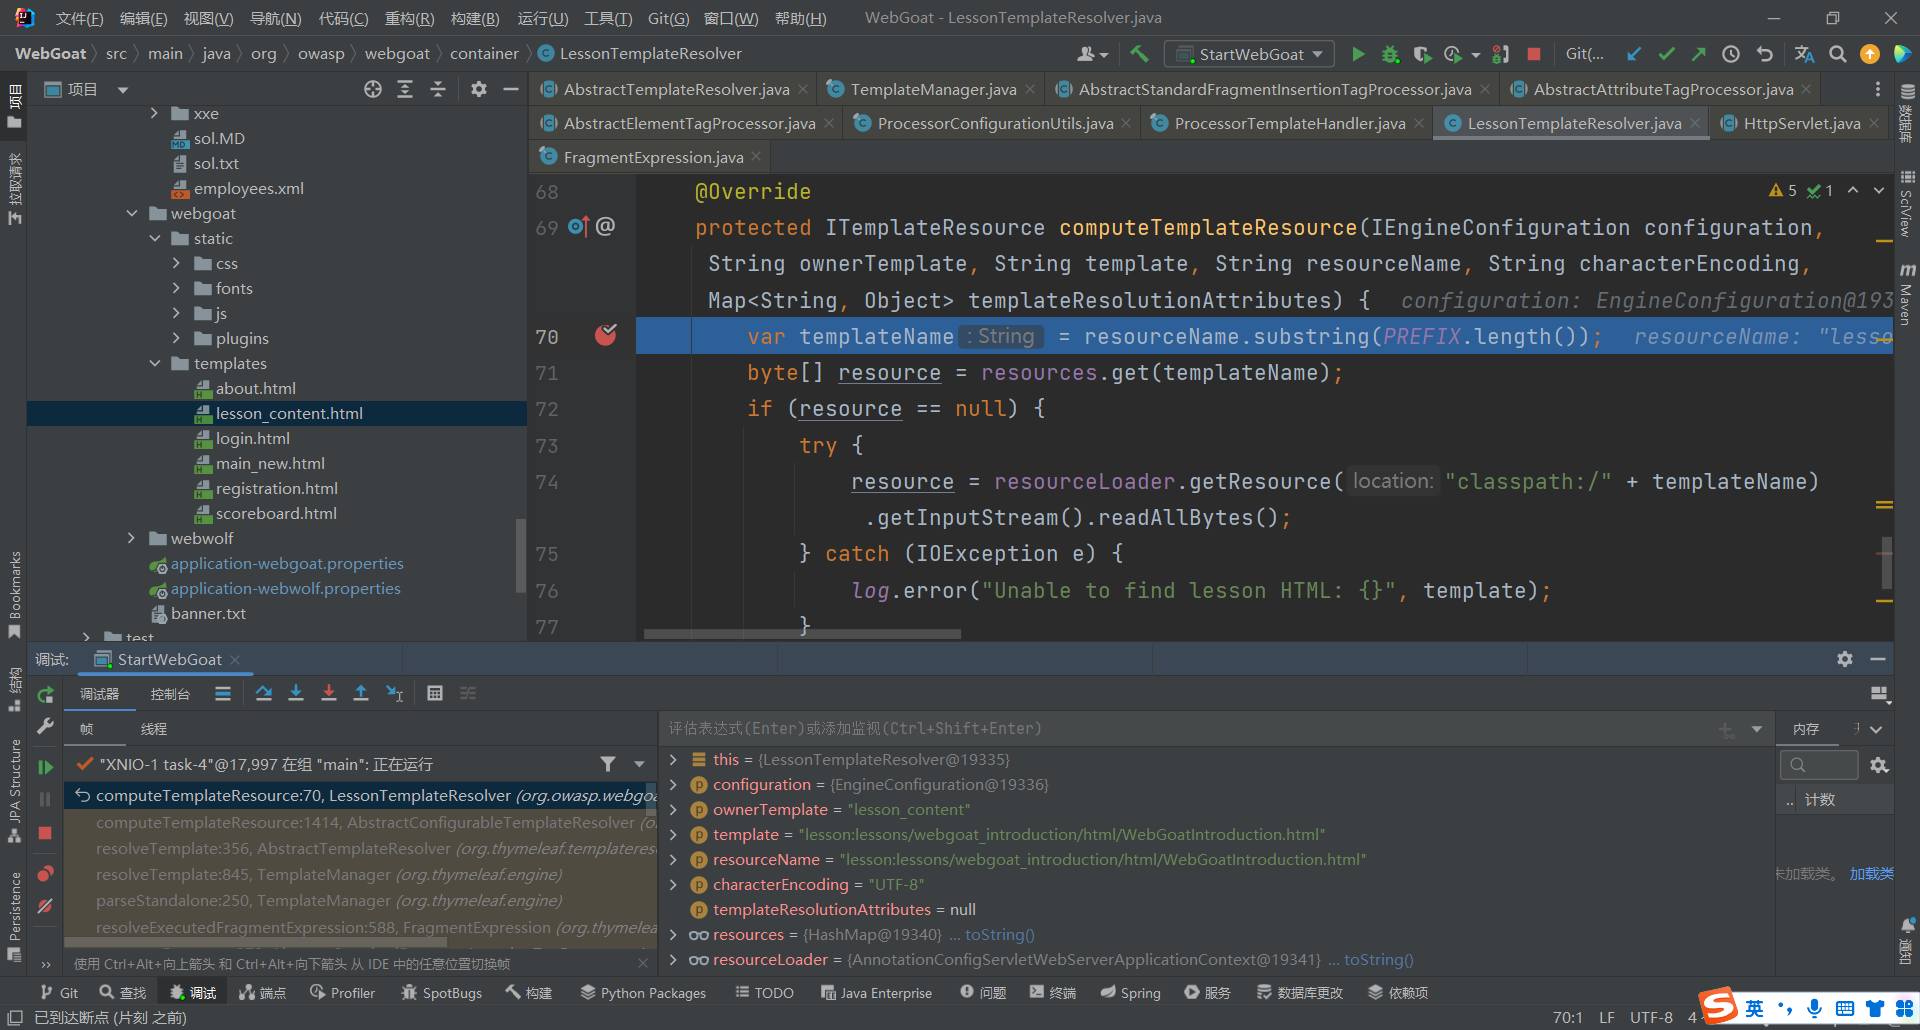 文件(F) 编辑(E) 视图(V) 导航(N) 代码(C) 重构(R) 构建(B) 运行(U) 工具(T) Git(G) 窗口(W) 帮助(H) WebGoat - LessonTemplateResolver.java
WebGoat src main java org owasp webgoat container LessonTemplateResolver StartWebGoat Git(...
项目
AbstractTemplateResolver.java TemplateManager.java AbstractStandardFragmentInsertionTagProcessor.java AbstractAttributeTagProcessor.java
AbstractElementTagProcessor.java ProcessorConfigurationUtils.java ProcessorTemplateHandler.java LessonTemplateResolver.java HttpServlet.java
FragmentExpression.java
项目
拉取请求
Bookmarks
结构
JPA Structure
Persistence
xxe
sol.MD
sol.txt
employees.xml
webgoat
static
css
fonts
js
plugins
templates
about.html
lesson_content.html
login.html
main_new.html
registration.html
scoreboard.html
webwolf
application-webgoat.properties
application-webwolf.properties
banner.txt
test
5 1
68 @Override
69 protected ITemplateResource computeTemplateResource(IEngineConfiguration configuration,
String ownerTemplate, String template, String resourceName, String characterEncoding,
Map<String, Object> templateResolutionAttributes) { configuration: EngineConfiguration@193
70 var templateName : String = resourceName.substring(PREFIX.length()); resourceName: "lesso
71 byte[] resource = resources.get(templateName);
72 if (resource == null) {
73 try {
74 resource = resourceLoader.getResource( location: "classpath:/" + templateName)
.getInputStream().readAllBytes();
75 } catch (IOException e) {
76 log.error("Unable to find lesson HTML: {}", template);
77 }
数据库
SciView
Maven
通知
调试: StartWebGoat
调试器 控制台
帧 线程
"XNIO-1 task-4"@17,997 在组 "main": 正在运行
computeTemplateResource:70, LessonTemplateResolver (org.owasp.webgoa
computeTemplateResource:1414, AbstractConfigurableTemplateResolver (o
resolveTemplate:356, AbstractTemplateResolver (org.thymeleaf.templateres
resolveTemplate:845, TemplateManager (org.thymeleaf.engine)
parseStandalone:250, TemplateManager (org.thymeleaf.engine)
resolveExecutedFragmentExpression:588, FragmentExpression (org.thymelea
使用 Ctrl+Alt+向上箭头 和 Ctrl+Alt+向下箭头 从 IDE 中的任意位置切换帧
评估表达式(Enter)或添加监视(Ctrl+Shift+Enter)
this = {LessonTemplateResolver@19335}
configuration = {EngineConfiguration@19336}
ownerTemplate = "lesson_content"
template = "lesson:lessons/webgoat_introduction/html/WebGoatIntroduction.html"
resourceName = "lesson:lessons/webgoat_introduction/html/WebGoatIntroduction.html"
characterEncoding = "UTF-8"
templateResolutionAttributes = null
resources = {HashMap@19340} ... toString()
resourceLoader = {AnnotationConfigServletWebServerApplicationContext@19341} ... toString()
内存
.. 计数
未加载类。 加载类
Git 查找 调试 端点 Profiler SpotBugs 构建 Python Packages TODO Java Enterprise 问题 终端 Spring 服务 数据库更改 依赖项
已到达断点 (片刻 之前) 70:1 LF UTF-8 4
英